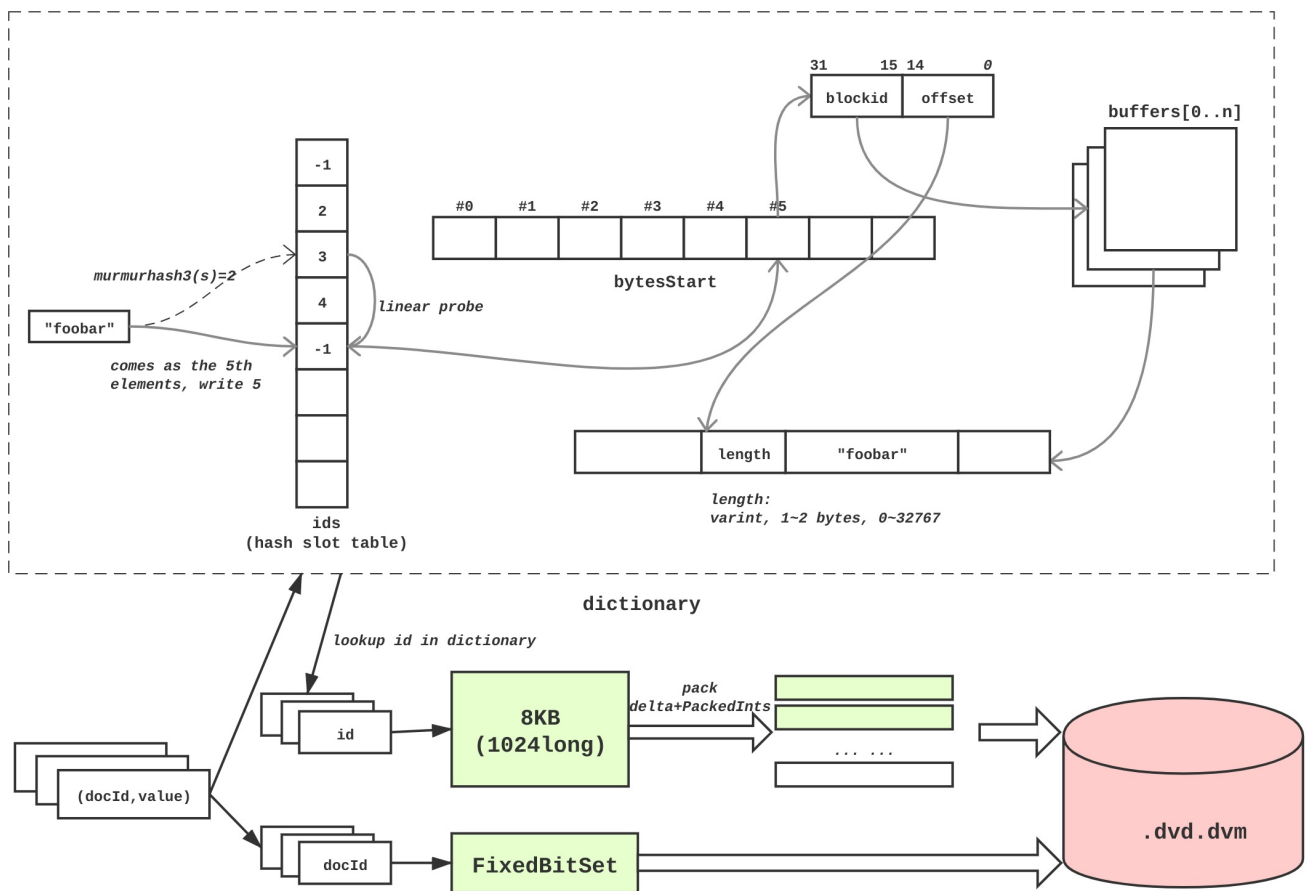 31 15 14 0
blockid offset
buffers[0..n]
-1
2
#0 #1 #2 #3 #4 #5
3
murmurhash3(s)=2
bytesStart
4
linear probe
"foobar"
-1
comes as the 5th
elements, write 5
length "foobar"
length:
varint, 1~2 bytes, 0~32767
ids
(hash slot table)
dictionary
lookup id in dictionary
pack
delta+PackedInts
8KB
(1024long)
id
... ...
(docId,value)
.dvd.dvm
docId
FixedBitSet